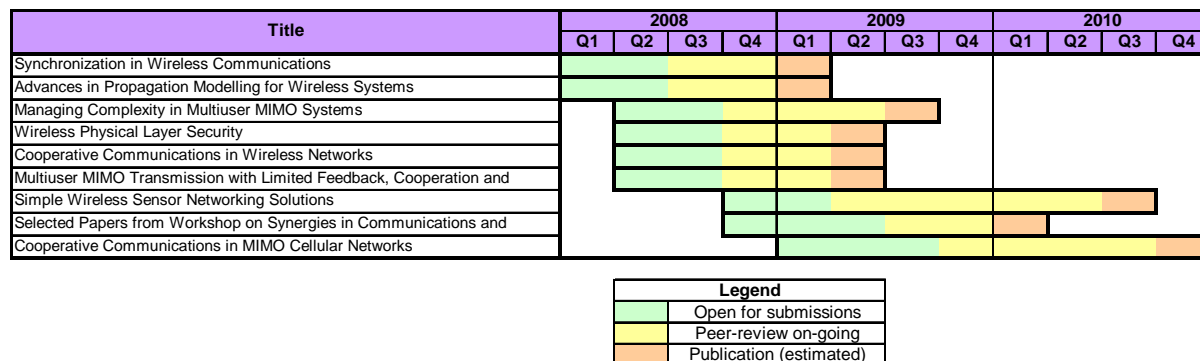 Title 2008 2009 2010
Q1 Q2 Q3 Q4 Q1 Q2 Q3 Q4 Q1 Q2 Q3 Q4
Synchronization in Wireless Communications
Advances in Propagation Modelling for Wireless Systems
Managing Complexity in Multiuser MIMO Systems
Wireless Physical Layer Security
Cooperative Communications in Wireless Networks
Multiuser MIMO Transmission with Limited Feedback, Cooperation and
Simple Wireless Sensor Networking Solutions
Selected Papers from Workshop on Synergies in Communications and
Cooperative Communications in MIMO Cellular Networks
Legend
Open for submissions
Peer-review on-going
Publication (estimated)